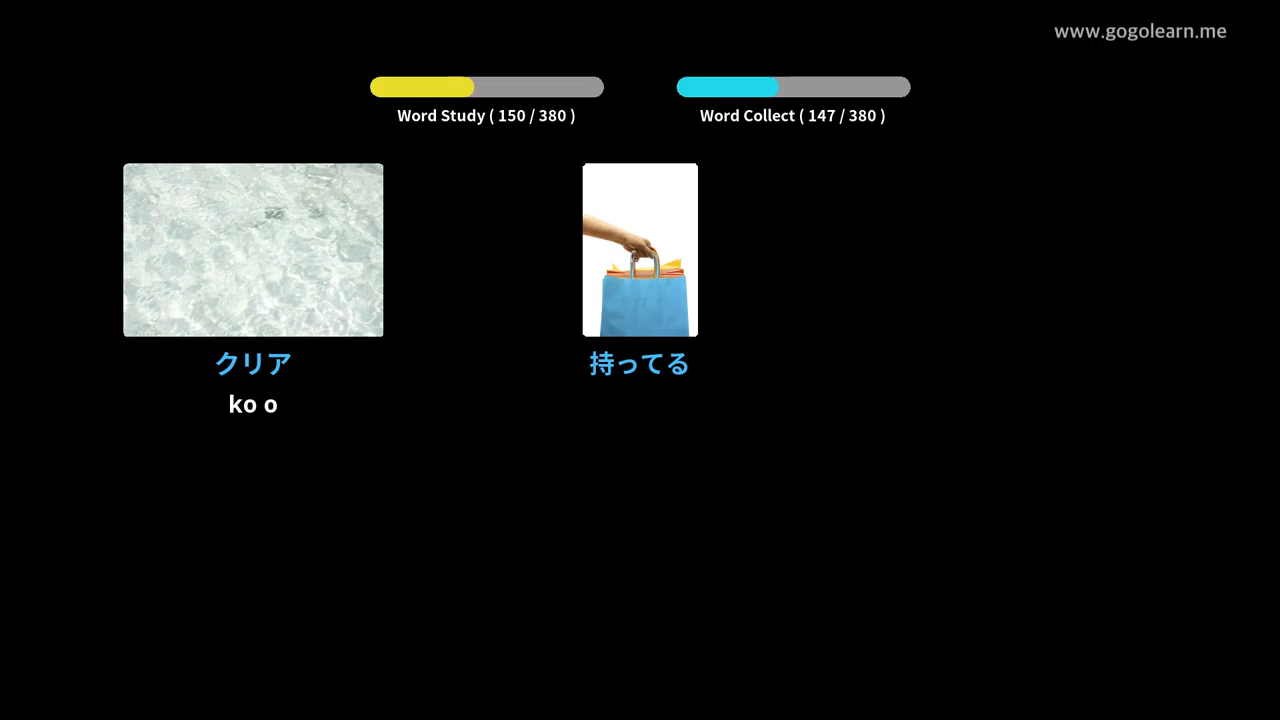 www.gogolearn.me
Word Study ( 150 / 380 )
Word Collect ( 147 / 380 )
クリア
持ってる
ko o